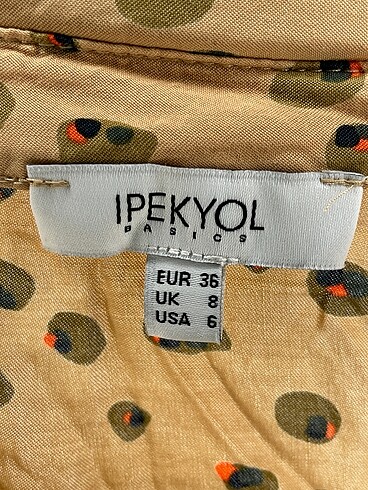 IPEKYOL
BASICS
EUR 36
UK 8
USA 6